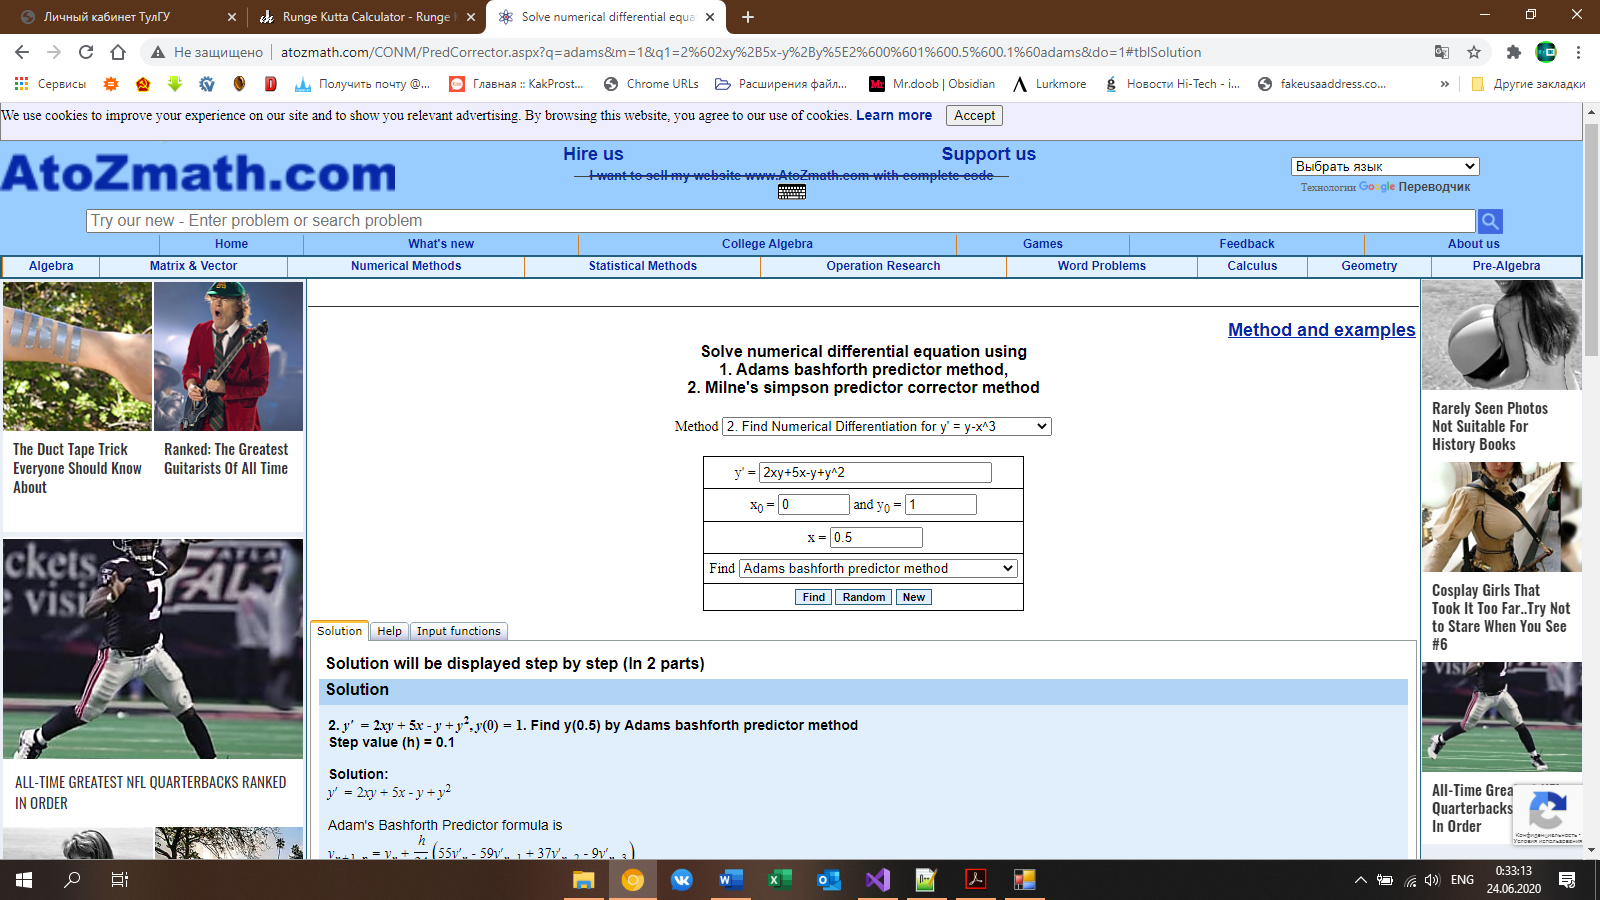 Личный кабинет ТулГУ
Runge Kutta Calculator - Runge
Solve numerical differential equa
Не защищено
atozmath.com/CONM/PredCorrector.aspx?q=adams&m=1&q1=2%602xy%2B5x-y%2By%5E2%600%601%600.5%600.1%60adams&do=1#tblSolution
Сервисы
Получить почту @...
Главная :: KakProst...
Chrome URLs
Расширения файл...
Mr.doob | Obsidian
Lurkmore
Новости Hi-Tech - i...
fakeusaaddress.co...
»
Другие закладки
We use cookies to improve your experience on our site and to show you relevant advertising. By browsing this website, you agree to our use of cookies. Learn more Accept
AtoZmath.com
Hire us
Support us
I want to sell my website www.AtoZmath.com with complete code
Выбрать язык
Технологии Google Переводчик
Try our new - Enter problem or search problem
Home What's new College Algebra Games Feedback About us
Algebra Matrix & Vector Numerical Methods Statistical Methods Operation Research Word Problems Calculus Geometry Pre-Algebra
The Duct Tape Trick
Everyone Should Know
About
Ranked: The Greatest
Guitarists Of All Time
ALL-TIME GREATEST NFL QUARTERBACKS RANKED
IN ORDER
Method and examples
Solve numerical differential equation using
1. Adams bashforth predictor method,
2. Milne's simpson predictor corrector method
Method 2. Find Numerical Differentiation for y' = y-x^3
y' = 2xy+5x-y+y^2
x0 = 0 and y0 = 1
x = 0.5
Find Adams bashforth predictor method
Find Random New
Solution Help Input functions
Solution will be displayed step by step (In 2 parts)
Solution
2. y′ = 2xy + 5x - y + y², y(0) = 1. Find y(0.5) by Adams bashforth predictor method
Step value (h) = 0.1
Solution:
y′ = 2xy + 5x - y + y²
Adam's Bashforth Predictor formula is
Rarely Seen Photos
Not Suitable For
History Books
Cosplay Girls That
Took It Too Far..Try Not
to Stare When You See
#6
All-Time Grea
Quarterbacks
In Order
Конфиденциальность -
Условия использования
ENG
0:33:13
24.06.2020